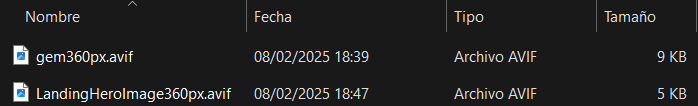 Nombre Fecha Tipo Tamaño
gem360px.avif 08/02/2025 18:39 Archivo AVIF 9 KB
LandingHeroImage360px.avif 08/02/2025 18:47 Archivo AVIF 5 KB